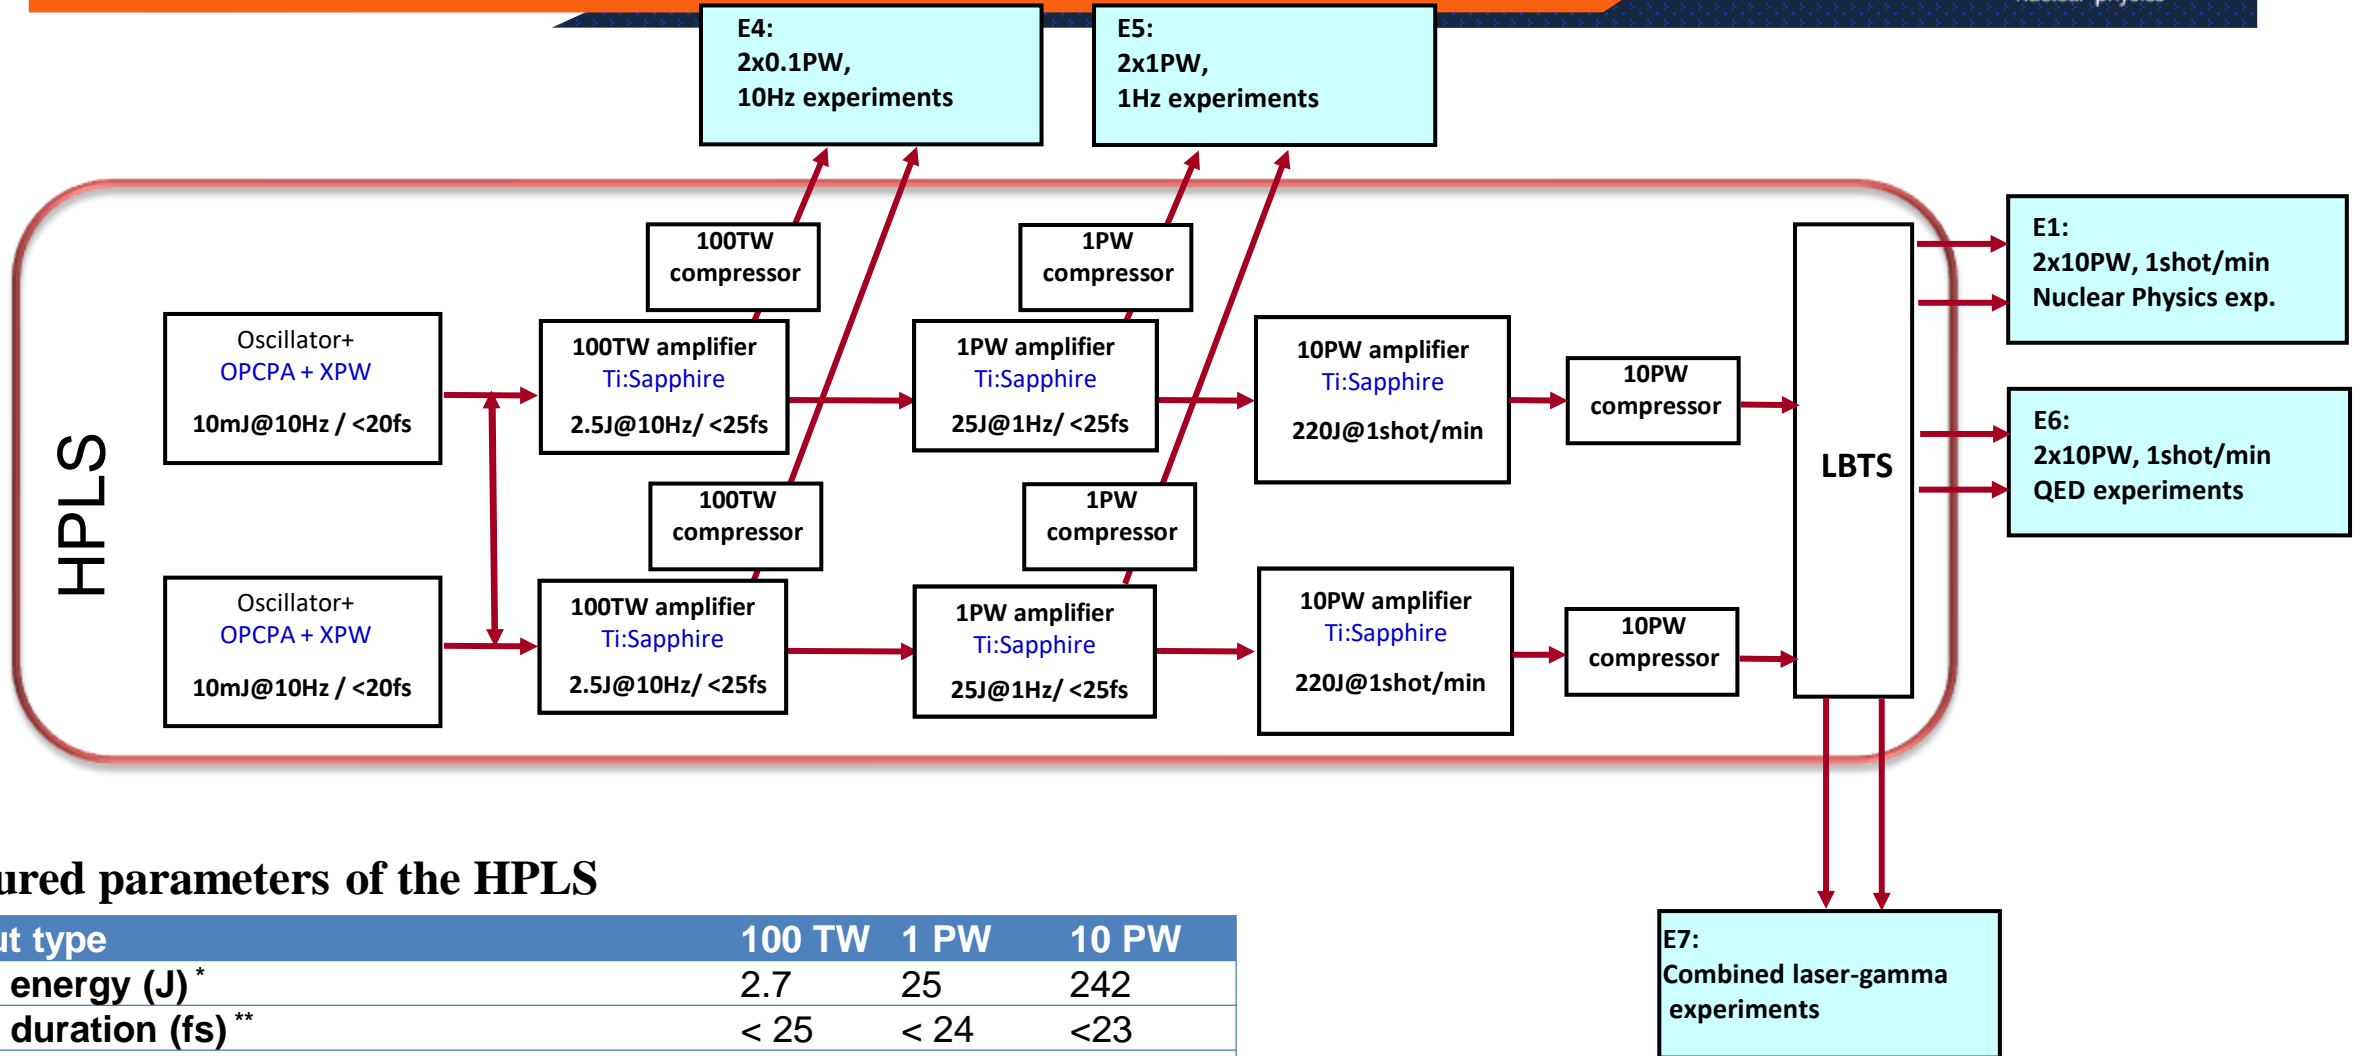 E4:
2x0.1PW,
10Hz experiments
E5:
2x1PW,
1Hz experiments
100TW
compressor
1PW
compressor
E1:
2x10PW, 1shot/min
Nuclear Physics exp.
Oscillator+
OPCPA + XPW
10mJ@10Hz / <20fs
100TW amplifier
Ti:Sapphire
2.5J@10Hz/ <25fs
1PW amplifier
Ti:Sapphire
25J@1Hz/ <25fs
10PW amplifier
Ti:Sapphire
220J@1shot/min
10PW
compressor
LBTS
E6:
2x10PW, 1shot/min
QED experiments
HPLS
100TW
compressor
1PW
compressor
Oscillator+
OPCPA + XPW
10mJ@10Hz / <20fs
100TW amplifier
Ti:Sapphire
2.5J@10Hz/ <25fs
1PW amplifier
Ti:Sapphire
25J@1Hz/ <25fs
10PW amplifier
Ti:Sapphire
220J@1shot/min
10PW
compressor
E7:
Combined laser-gamma
experiments
parameters of the HPLS
type 100 TW 1 PW 10 PW
energy (J) * 2.7 25 242
duration (fs) ** < 25 < 24 <23